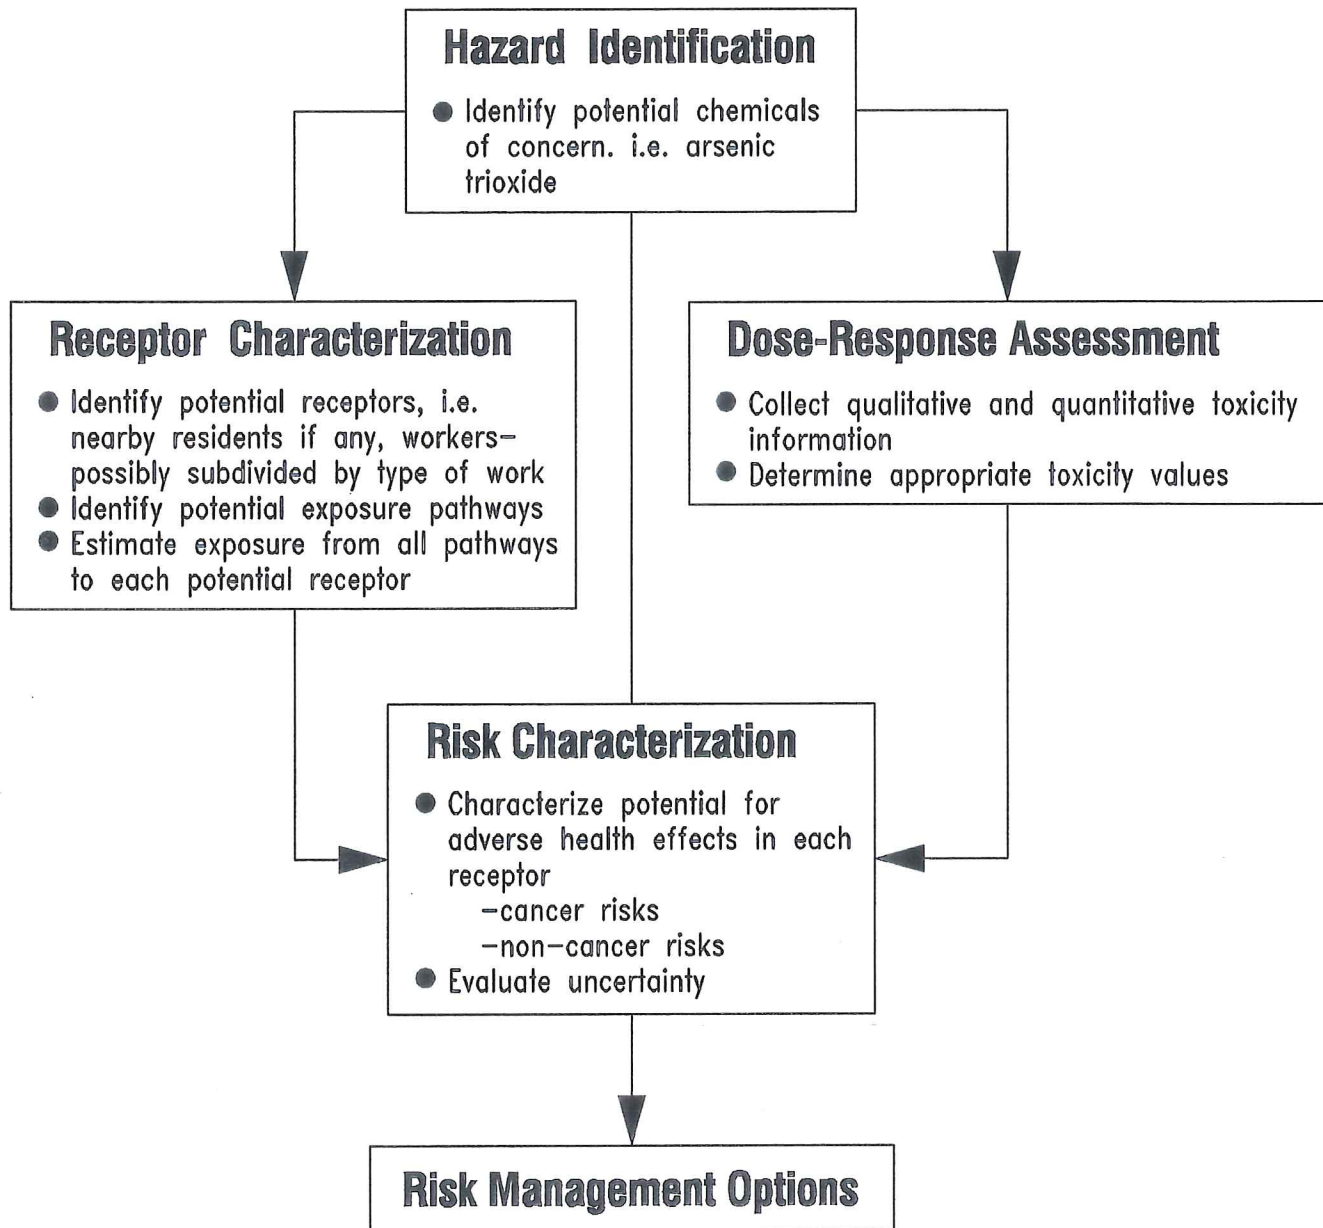 Hazard Identification
● Identify potential chemicals
of concern. i.e. arsenic
trioxide
Receptor Characterization
● Identify potential receptors, i.e.
nearby residents if any, workers–
possibly subdivided by type of work
● Identify potential exposure pathways
● Estimate exposure from all pathways
to each potential receptor
Dose-Response Assessment
● Collect qualitative and quantitative toxicity
information
● Determine appropriate toxicity values
Risk Characterization
● Characterize potential for
adverse health effects in each
receptor
–cancer risks
–non–cancer risks
● Evaluate uncertainty
Risk Management Options